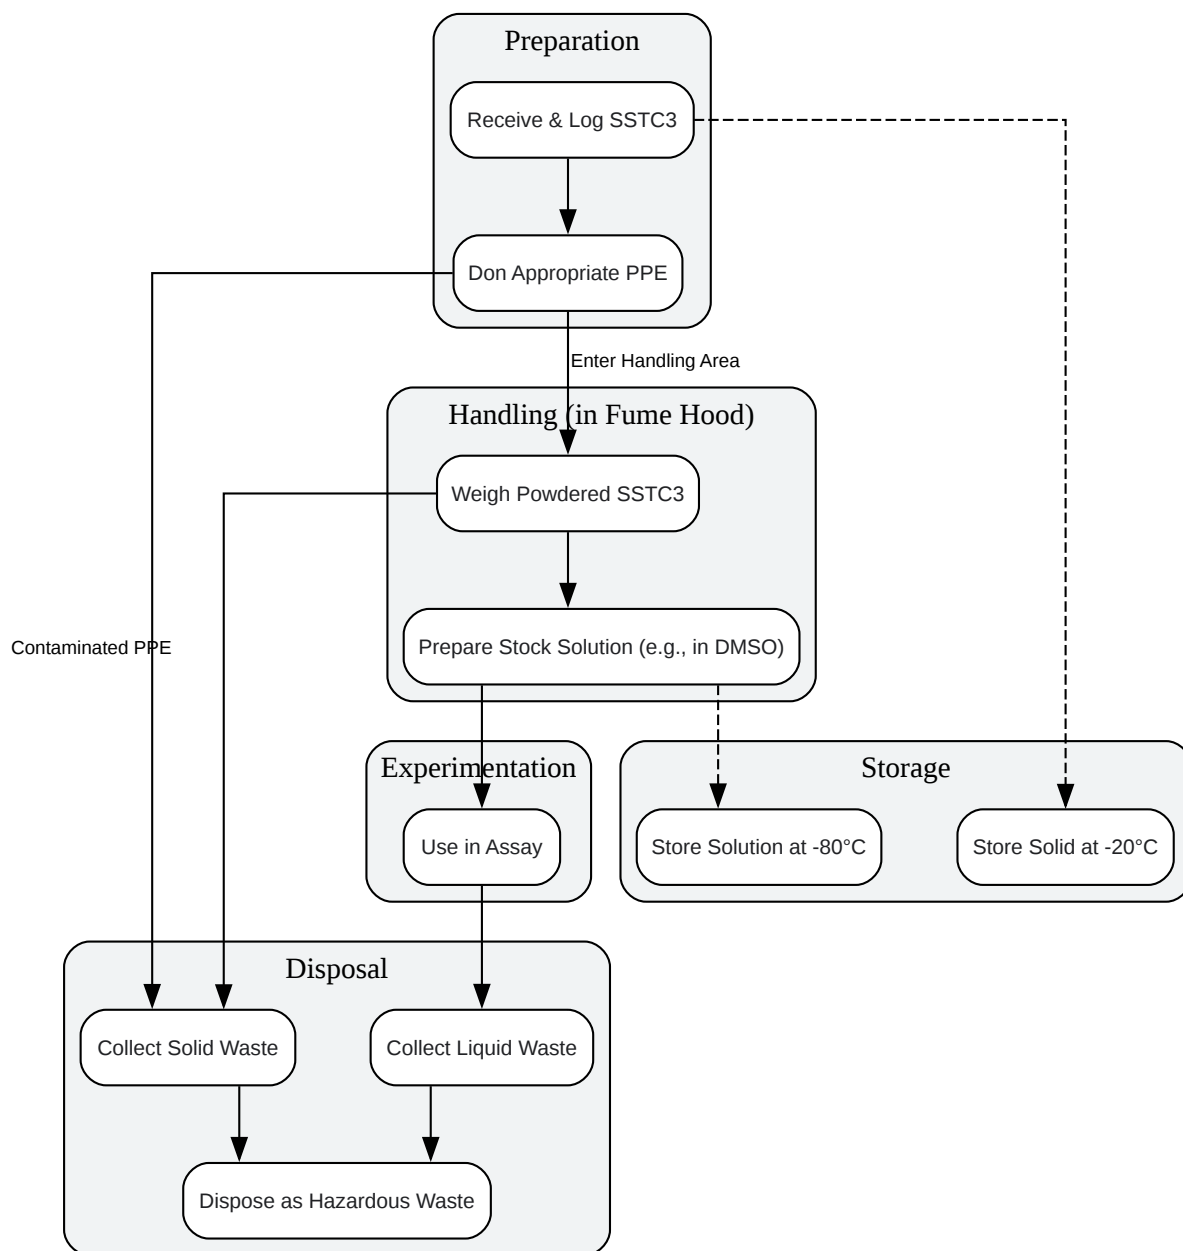 Preparation
Receive & Log SSTC3
Don Appropriate PPE
Enter Handling Area
Handling (in Fume Hood)
Weigh Powdered SSTC3
Contaminated PPE
Prepare Stock Solution (e.g., in DMSO)
Experimentation
Storage
Use in Assay
Store Solution at -80°C
Store Solid at -20°C
Disposal
Collect Solid Waste
Collect Liquid Waste
Dispose as Hazardous Waste